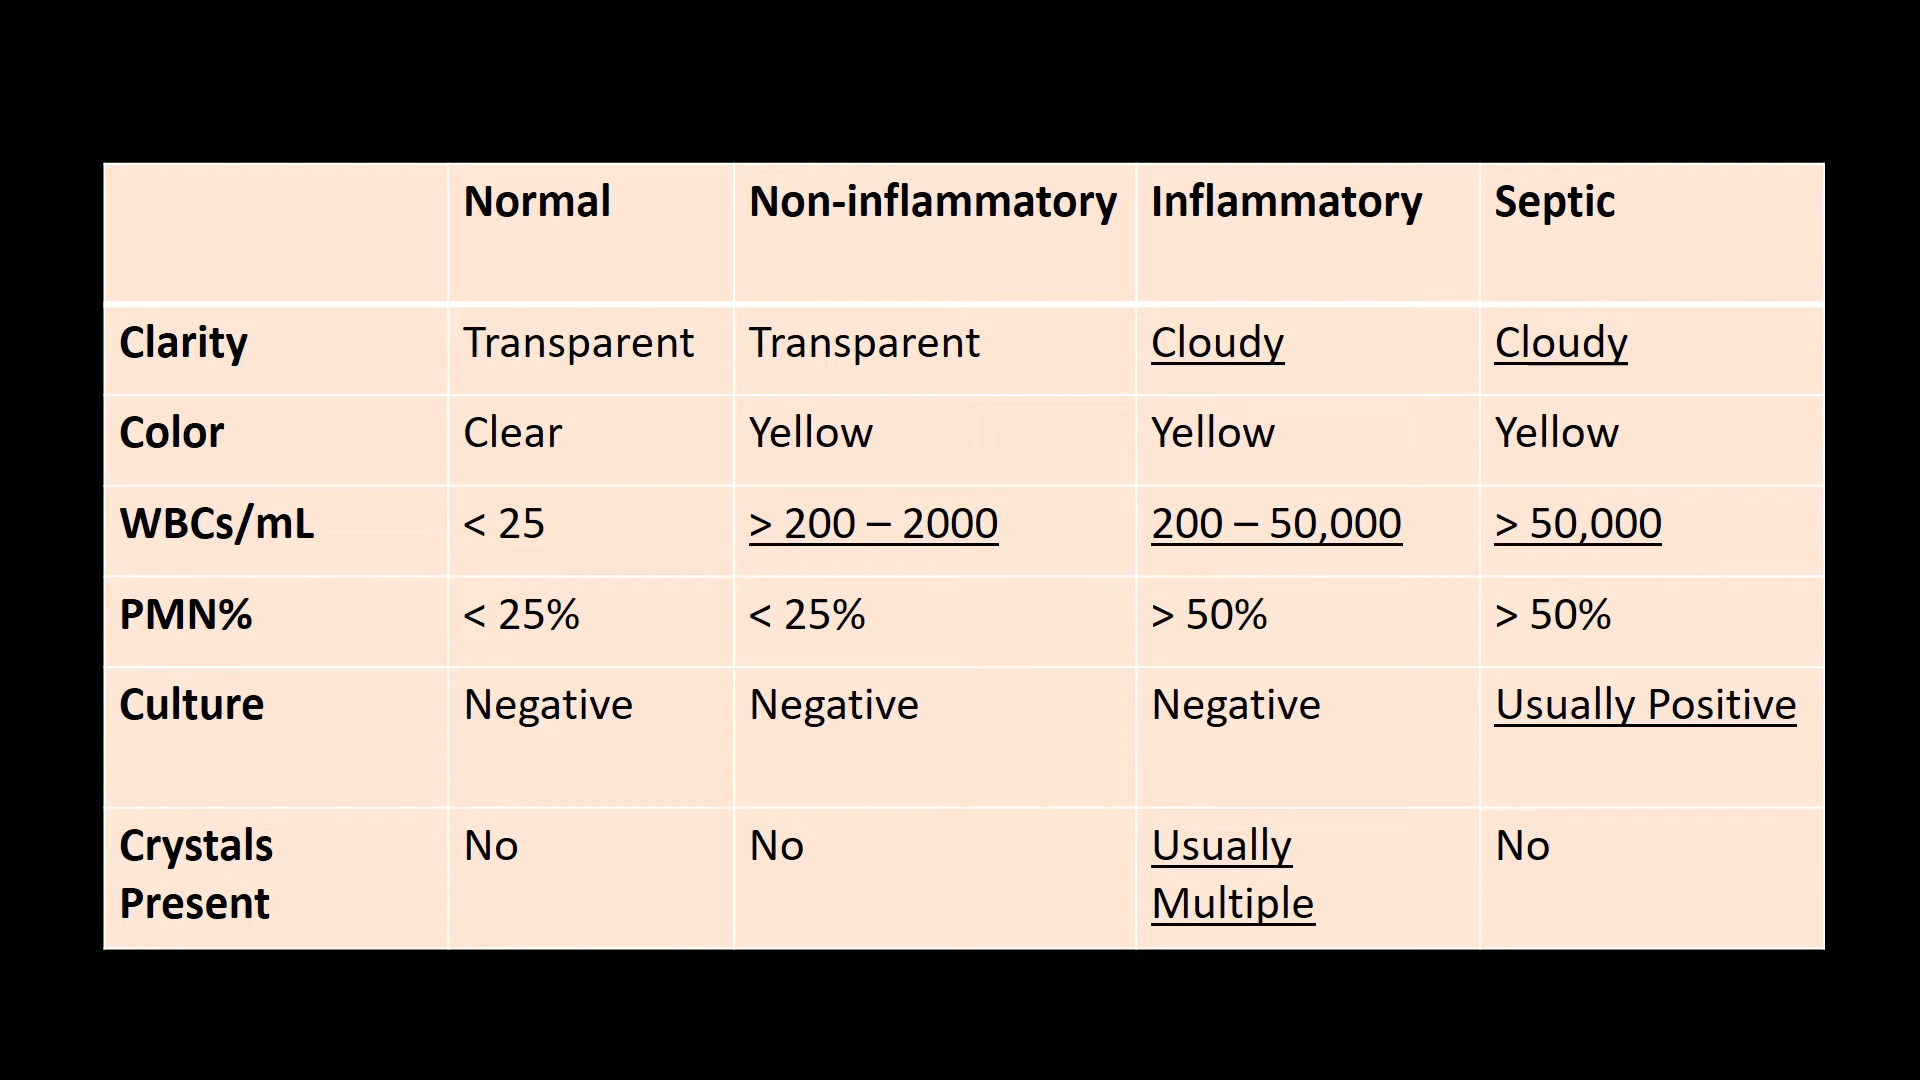 Normal Non-inflammatory Inflammatory Septic
Clarity Transparent Transparent Cloudy Cloudy
Color Clear Yellow Yellow Yellow
WBCs/mL < 25 > 200 – 2000 200 – 50,000 > 50,000
PMN% < 25% < 25% > 50% > 50%
Culture Negative Negative Negative Usually Positive
Crystals No No Usually No
Present Multiple